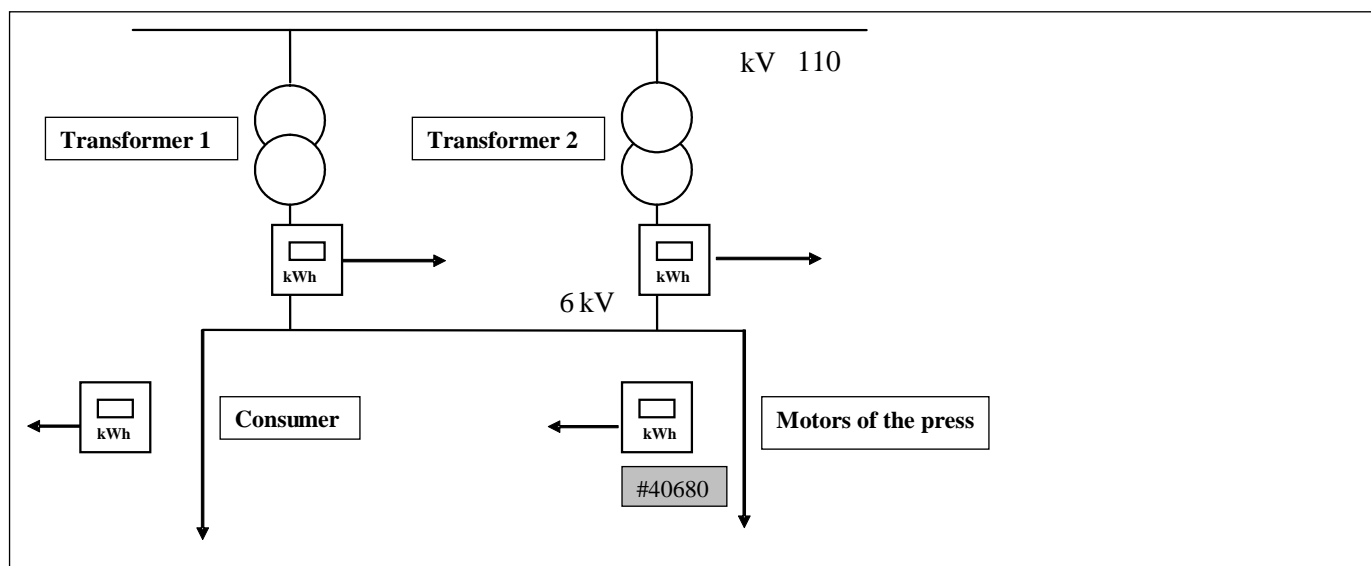 kV 110
Transformer 1
Transformer 2
kWh
kWh
6 kV
kWh
Consumer
kWh
Motors of the press
#40680